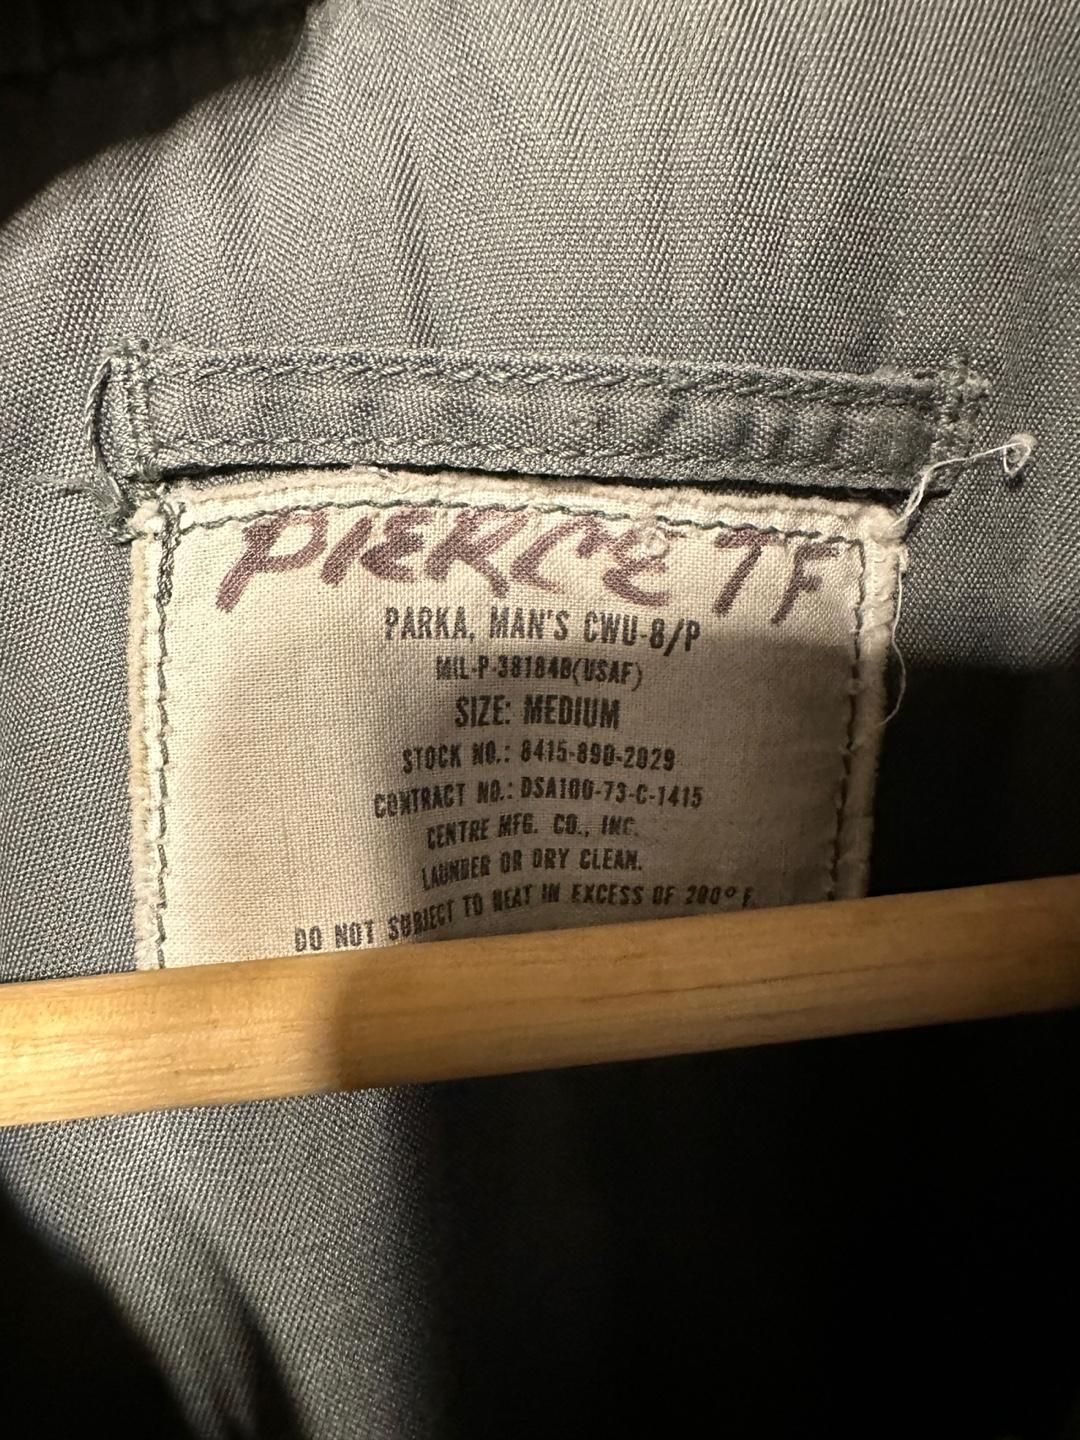 PIERCE TF
PARKA, MAN'S CWU-8/P
MIL-P-38184B(USAF)
SIZE: MEDIUM
STOCK NO.: 8415-890-2029
CONTRACT NO.: DSA100-73-C-1415
CENTRE MFG. CO., INC.
LAUNDER OR DRY CLEAN.
DO NOT SUBJECT TO HEAT IN EXCESS OF 200° F.